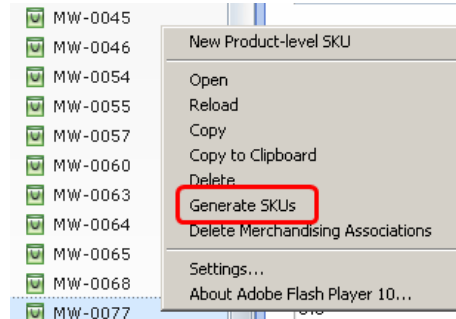 MW-0045
MW-0046
MW-0054
MW-0055
MW-0057
MW-0060
MW-0063
MW-0064
MW-0065
MW-0068
MW-0077
New Product-level SKU
Open
Reload
Copy
Copy to Clipboard
Delete
Generate SKUs
Delete Merchandising Associations
Settings...
About Adobe Flash Player 10...